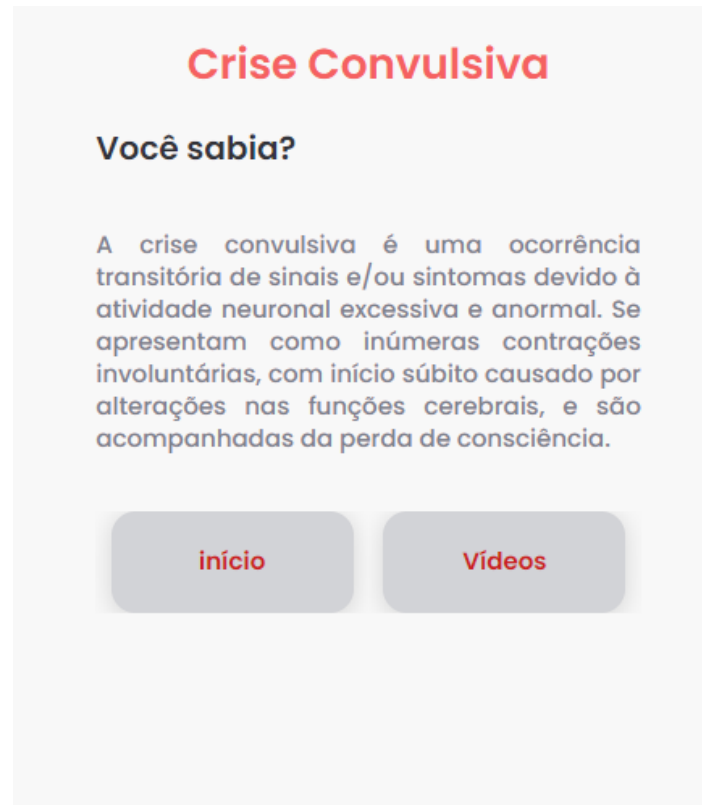 Crise Convulsiva
Você sabia?
A crise convulsiva é uma ocorrência
transitória de sinais e/ou sintomas devido à
atividade neuronal excessiva e anormal. Se
apresentam como inúmeras contrações
involuntárias, com início súbito causado por
alterações nas funções cerebrais, e são
acompanhadas da perda de consciência.
início
Vídeos